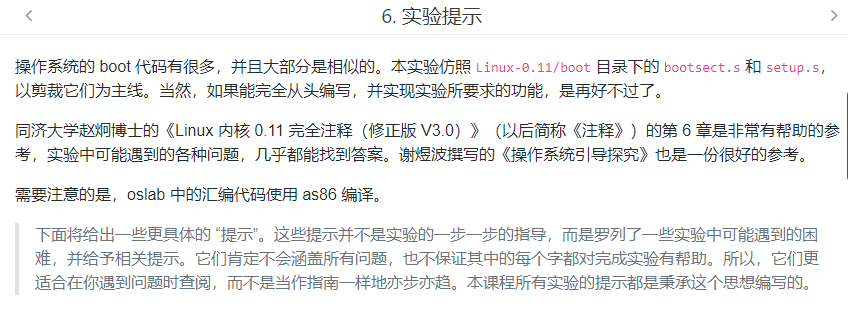 6. 实验提示
操作系统的 boot 代码有很多，并且大部分是相似的。本实验仿照 Linux-0.11/boot 目录下的 bootsect.s 和 setup.s，
以剪裁它们为主线。当然，如果能完全从头编写，并实现实验所要求的功能，是再好不过了。
同济大学赵炯博士的《Linux 内核 0.11 完全注释（修正版 V3.0）》（以后简称《注释》）的第 6 章是非常有帮助的参
考，实验中可能遇到的各种问题，几乎都能找到答案。谢煜波撰写的《操作系统引导探究》也是一份很好的参考。
需要注意的是，oslab 中的汇编代码使用 as86 编译。
下面将给出一些更具体的 “提示”。这些提示并不是实验的一步一步的指导，而是罗列了一些实验中可能遇到的困
难，并给予相关提示。它们肯定不会涵盖所有问题，也不保证其中的每个字都对完成实验有帮助。所以，它们更
适合在你遇到问题时查阅，而不是当作指南一样地亦步亦趋。本课程所有实验的提示都是秉承这个思想编写的。